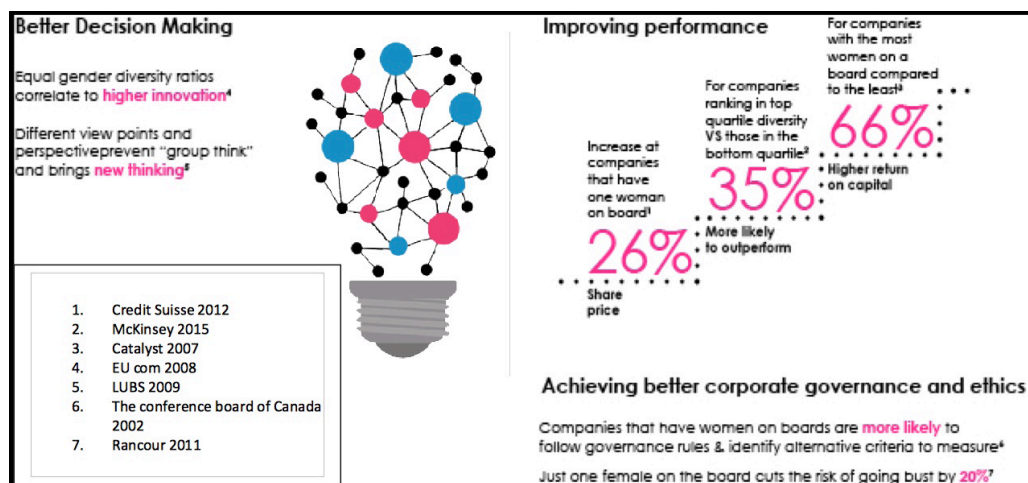 Better Decision Making
Equal gender diversity ratios
correlate to higher innovation⁴
Different view points and
perspectiveprevent “group think”
and brings new thinking⁵
1. Credit Suisse 2012
2. McKinsey 2015
3. Catalyst 2007
4. EU com 2008
5. LUBS 2009
6. The conference board of Canada
2002
7. Rancour 2011
Improving performance
Increase at
companies
that have
one woman
on board¹
26%
Share
price
For companies
ranking in top
quartile diversity
VS those in the
bottom quartile²
35%
More likely
to outperform
For companies
with the most
women on a
board compared
to the least³
66%
Higher return
on capital
Achieving better corporate governance and ethics
Companies that have women on boards are more likely to
follow governance rules & identify alternative criteria to measure⁶
Just one female on the board cuts the risk of going bust by 20%⁷